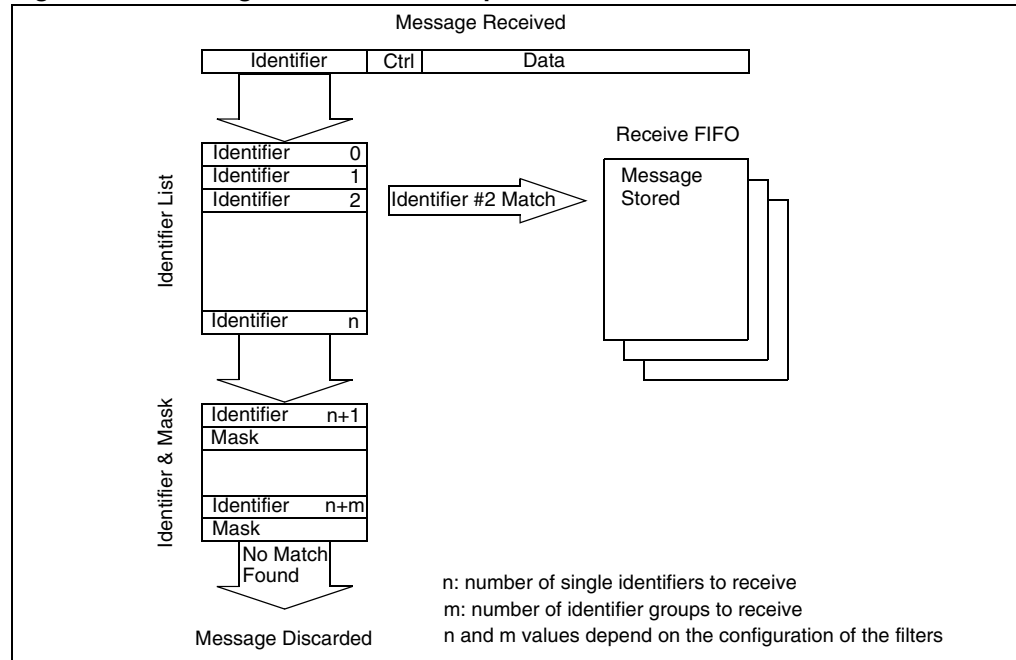 Message Received
Identifier Ctrl Data
Receive FIFO
Identifier List
Identifier 0
Identifier 1
Identifier 2
Identifier #2 Match
Message
Stored
Identifier n
Identifier & Mask
Identifier n+1
Mask
Identifier n+m
Mask
No Match
Found
Message Discarded
n: number of single identifiers to receive
m: number of identifier groups to receive
n and m values depend on the configuration of the filters